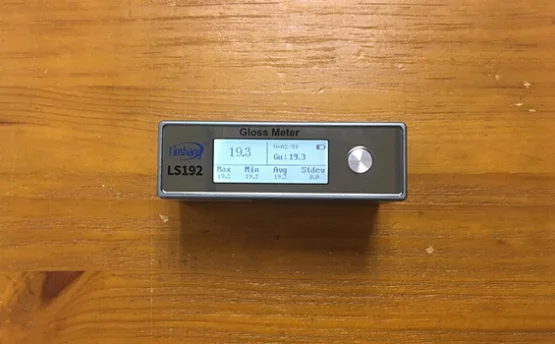 Gloss Meter
Linshang
LS192
19.3
Gu:19.3
Max Min Avg Stdev
19.3 19.3 19.3 0.0